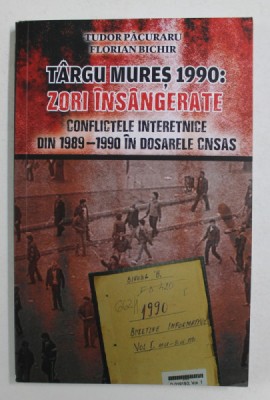 TUDOR PĂCURARU
FLORIAN BICHIR
TÂRGU MUREȘ 1990:
ZORI ÎNSÂNGERATE
CONFLICTELE INTERETNICE
DIN 1989–1990 ÎN DOSARELE CNSAS
1990